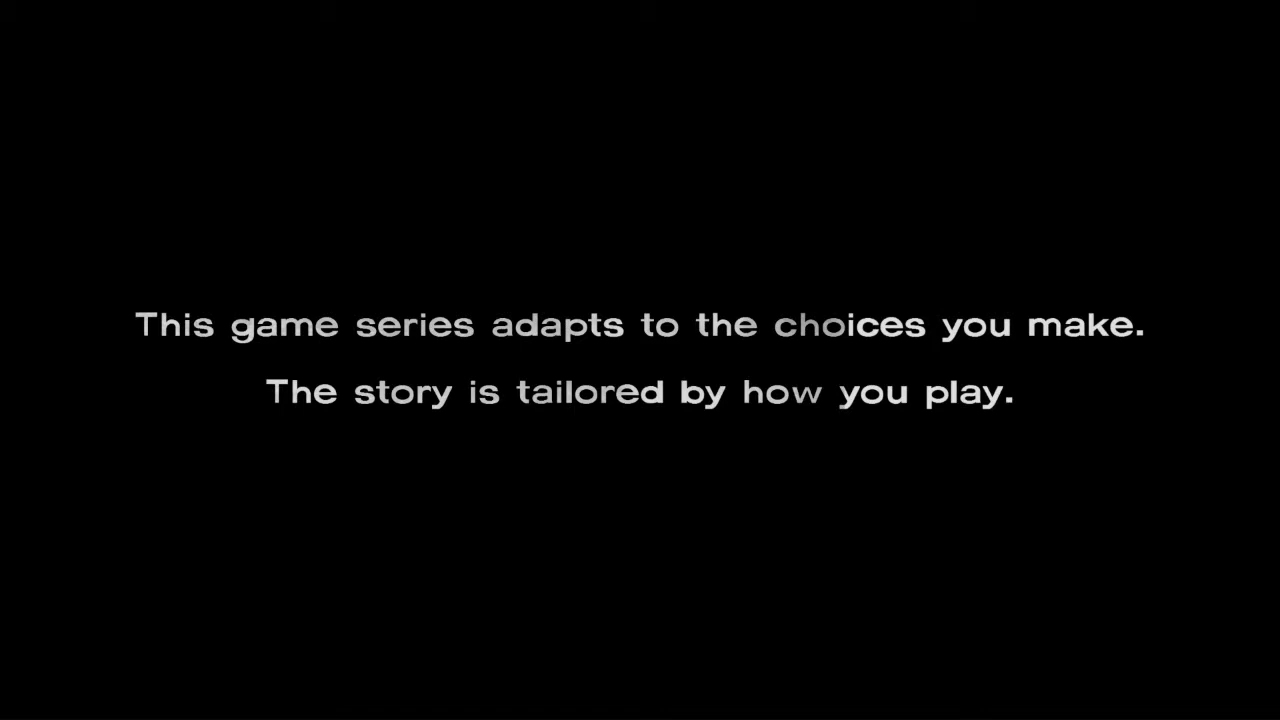 This game series adapts to the choices you make.
The story is tailored by how you play.